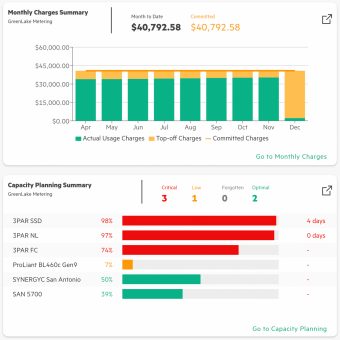 Monthly Charges Summary
GreenLake Metering
Month to Date
$40,792.58
Committed
$40,792.58
$60,000.00
$45,000.00
$30,000.00
$15,000.00
$0.00
Apr May Jun Jul Aug Sep Oct Nov Dec
Actual Usage Charges Top-off Charges Committed Charges
Go to Monthly Charges
Capacity Planning Summary
GreenLake Metering
Critical Low Forgotten Optimal
3 1 0 2
3PAR SSD 98% 4 days
3PAR NL 97% 0 days
3PAR FC 74% -
ProLiant BL460c Gen9 7% -
SYNERGYC San Antonio 50% -
SAN 5700 39% -
Go to Capacity Planning